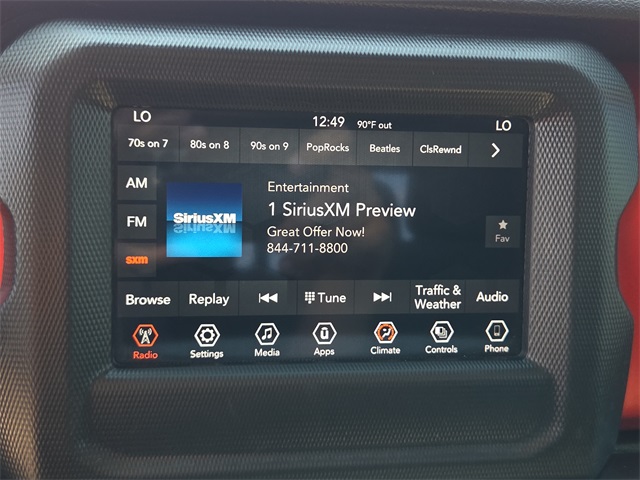 LO 12:49 90°F out LO
70s on 7 80s on 8 90s on 9 PopRocks Beatles ClsRewnd
AM
FM
sxm
SiriusXM
Entertainment
1 SiriusXM Preview
Great Offer Now!
844-711-8800
Fav
Browse Replay Tune Traffic & Weather Audio
Radio Settings Media Apps Climate Controls Phone